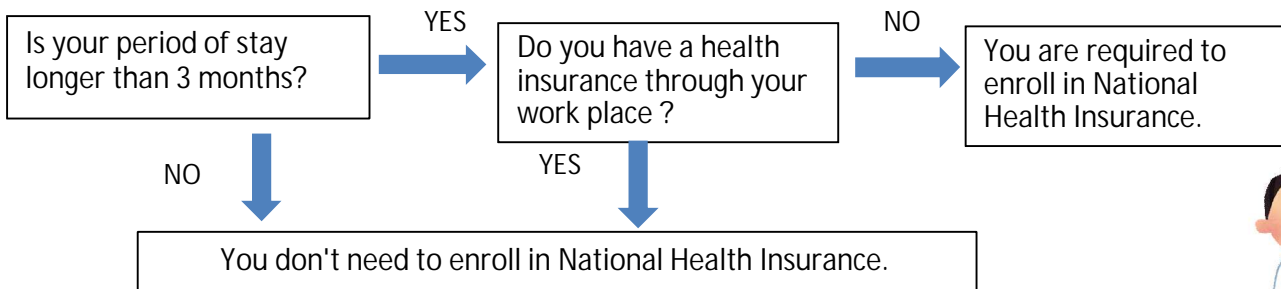 Is your period of stay
longer than 3 months?
YES
Do you have a health
insurance through your
work place ?
NO
You are required to
enroll in National
Health Insurance.
NO
YES
You don't need to enroll in National Health Insurance.